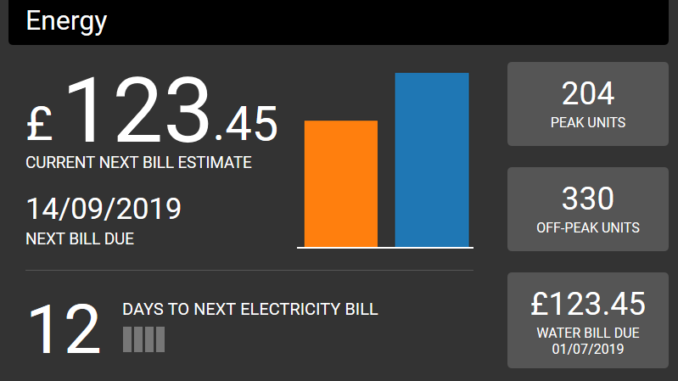 Energy
£123.45
CURRENT NEXT BILL ESTIMATE
14/09/2019
NEXT BILL DUE
12
DAYS TO NEXT ELECTRICITY BILL
204
PEAK UNITS
330
OFF-PEAK UNITS
£123.45
WATER BILL DUE
01/07/2019